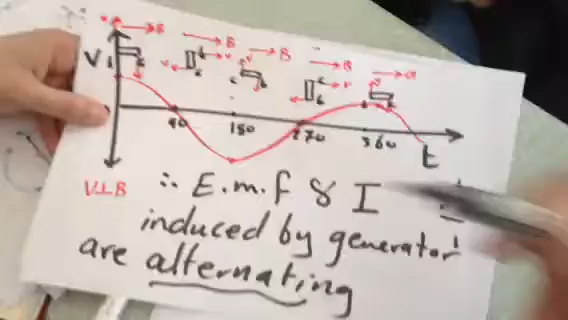 B B B B
V
90 180 270 360
t
V⊥B
∴ E.m.f & I
induced by generator
are alternating